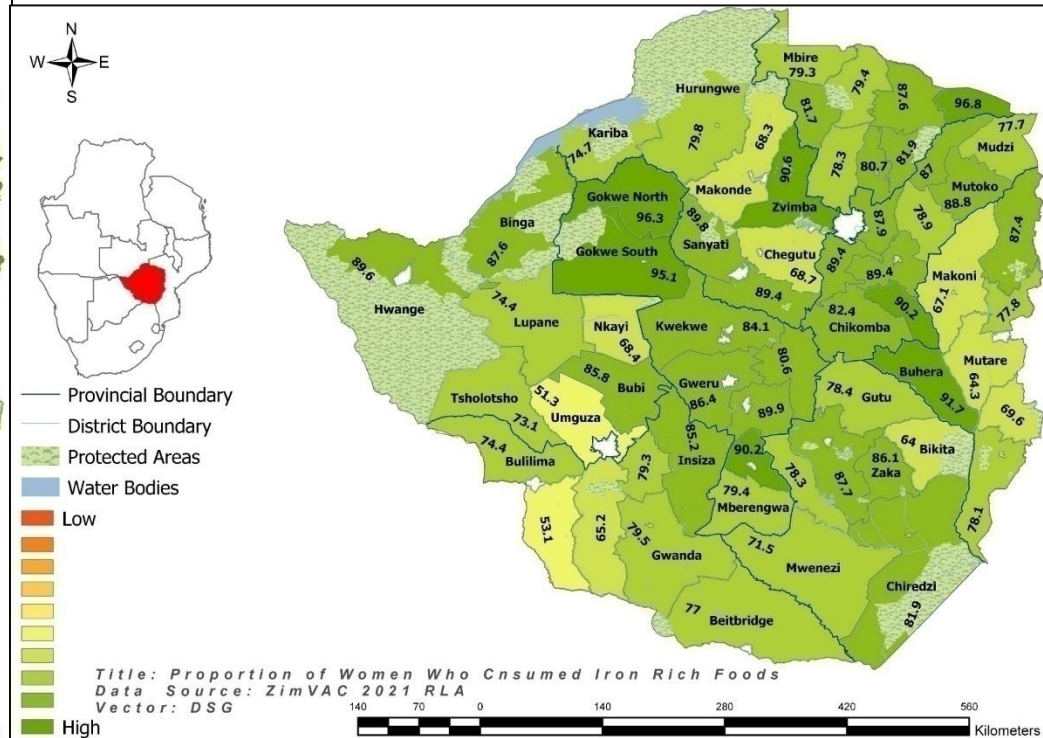 N
W E
S
Mbire
79.3
79.4
87.6
96.8
77.7
Mudzi
Hurungwe
79.8
68.3
81.7
78.3
80.7
81.9
87
Mutoko
88.8
Kariba
74.7
Makonde
90.6
Zvimba
87.9
78.9
87.4
Gokwe North
96.3
89.8
Sanyati
Binga
87.6
Gokwe South
95.1
Chegutu
68.7
89.4
89.4
Makoni
67.1
77.8
89.6
Hwange
74.4
Lupane
Nkayi
68.4
Kwekwe
84.1
89.4
82.4
Chikomba
90.2
Mutare
64.3
69.6
85.8
Bubi
Gweru
86.4
80.6
89.9
78.4
Gutu
Buhera
91.7
Tsholotsho
73.1
51.3
Umguza
74.4
Bulilima
79.3
85.2
Insiza
90.2
78.3
87.7
86.1
Zaka
64
Bikita
78.1
79.4
Mberengwa
53.1
65.2
79.5
Gwanda
71.5
Mwenezi
Chiredzi
81.9
77
Beitbridge
Provincial Boundary
District Boundary
Protected Areas
Water Bodies
Low
High
Title: Proportion of Women Who Cnsumed Iron Rich Foods
Data Source: ZimVAC 2021 RLA
Vector: DSG
140 70 0 140 280 420 560
Kilometers